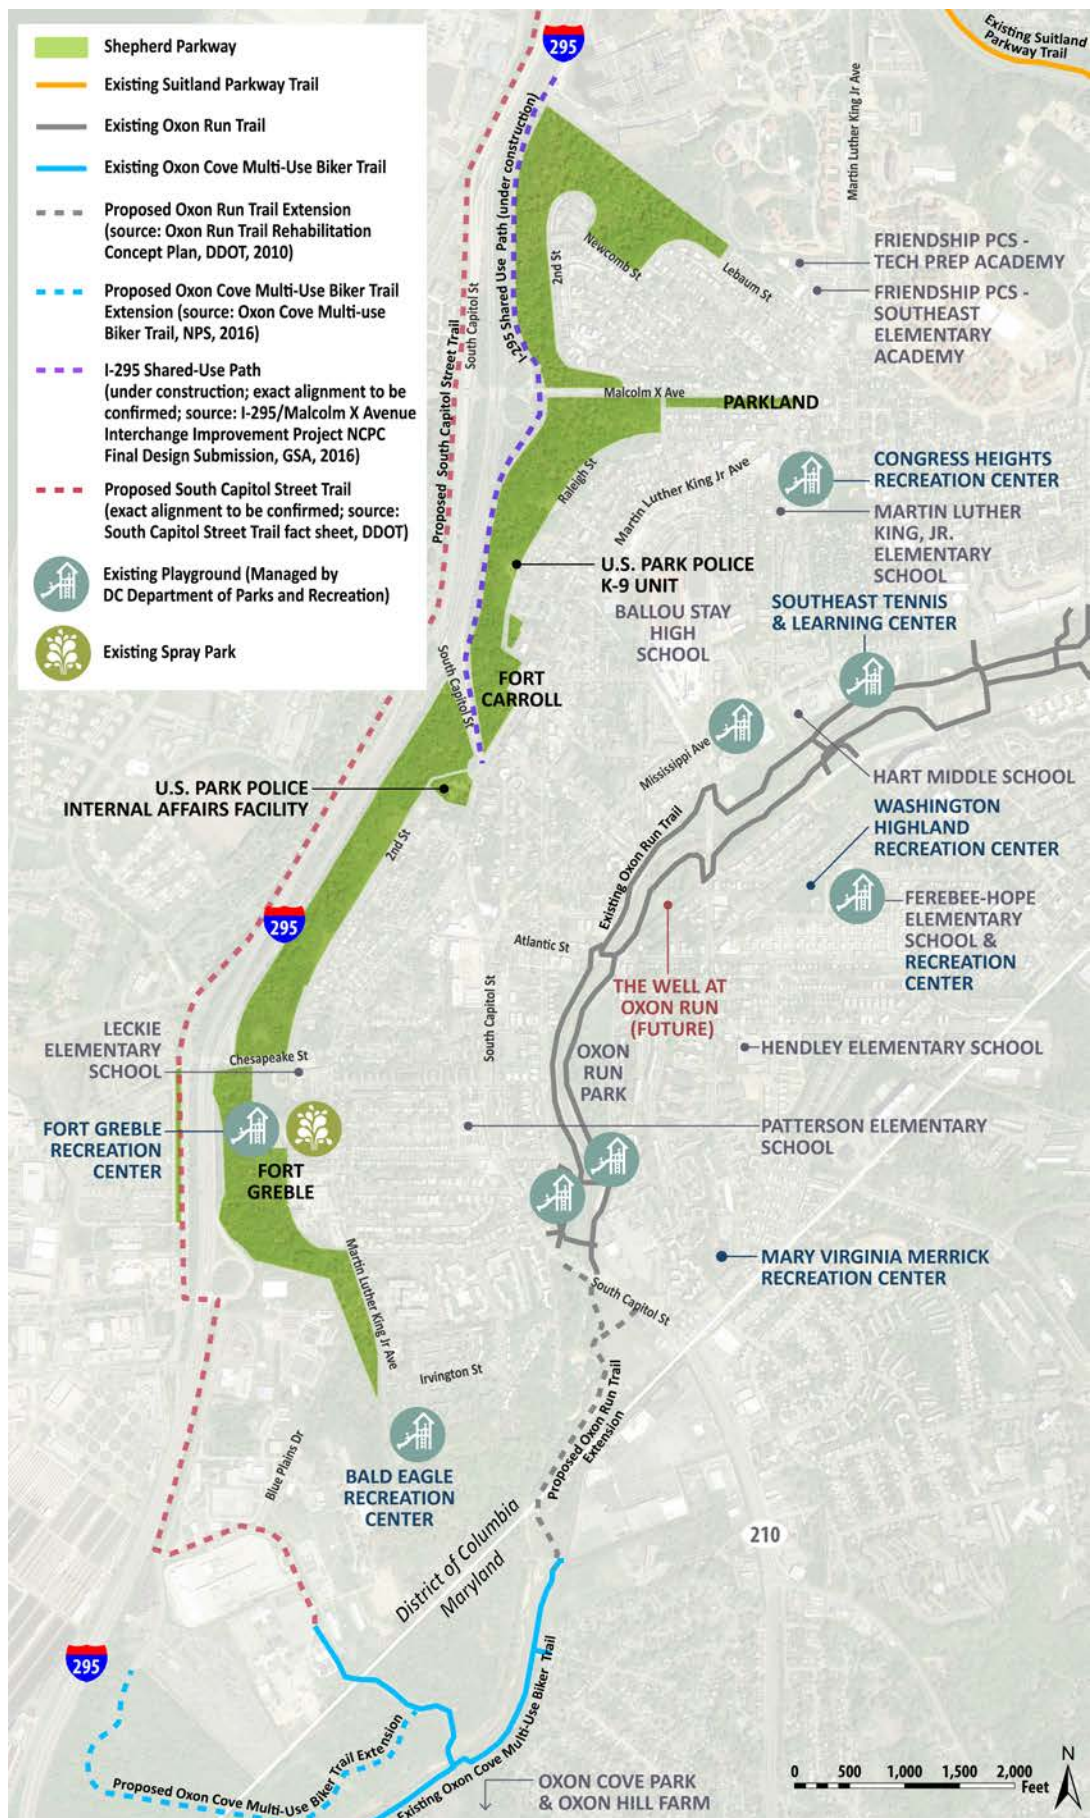 Shepherd Parkway
Existing Suitland Parkway Trail
Existing Oxon Run Trail
Existing Oxon Cove Multi-Use Biker Trail
Proposed Oxon Run Trail Extension
(source: Oxon Run Trail Rehabilitation
Concept Plan, DDOT, 2010)
Proposed Oxon Cove Multi-Use Biker Trail
Extension (source: Oxon Cove Multi-use
Biker Trail, NPS, 2016)
I-295 Shared-Use Path
(under construction; exact alignment to be
confirmed; source: I-295/Malcolm X Avenue
Interchange Improvement Project NCPC
Final Design Submission, GSA, 2016)
Proposed South Capitol Street Trail
(exact alignment to be confirmed; source:
South Capitol Street Trail fact sheet, DDOT)
Existing Playground (Managed by
DC Department of Parks and Recreation)
Existing Spray Park
295
Existing Suitland
Parkway Trail
Martin Luther King Jr Ave
I-295 Shared Use Path (under construction)
South Capitol St
Proposed South Capitol Street Trail
2nd St
Newcomb St
Lebaum St
FRIENDSHIP PCS -
TECH PREP ACADEMY
FRIENDSHIP PCS -
SOUTHEAST
ELEMENTARY
ACADEMY
Malcolm X Ave
PARKLAND
Raleigh St
Martin Luther King Jr Ave
CONGRESS HEIGHTS
RECREATION CENTER
MARTIN LUTHER
KING, JR.
ELEMENTARY
SCHOOL
U.S. PARK POLICE
K-9 UNIT
BALLOU STAY
HIGH
SCHOOL
SOUTHEAST TENNIS
& LEARNING CENTER
South Capitol St
FORT
CARROLL
Mississippi Ave
HART MIDDLE SCHOOL
U.S. PARK POLICE
INTERNAL AFFAIRS FACILITY
2nd St
WASHINGTON
HIGHLAND
RECREATION CENTER
Existing Oxon Run Trail
FEREBEE-HOPE
ELEMENTARY
SCHOOL &
RECREATION
CENTER
295
Atlantic St
South Capitol St
THE WELL AT
OXON RUN
(FUTURE)
LECKIE
ELEMENTARY
SCHOOL
Chesapeake St
OXON
RUN
PARK
HENDLEY ELEMENTARY SCHOOL
FORT GREBLE
RECREATION
CENTER
PATTERSON ELEMENTARY
SCHOOL
FORT
GREBLE
Martin Luther King Jr Ave
MARY VIRGINIA MERRICK
RECREATION CENTER
South Capitol St
Irvington St
Proposed Oxon Run Trail
Extension
Blue Plains Dr
BALD EAGLE
RECREATION
CENTER
District of Columbia
Maryland
210
295
Existing Oxon Cove Multi-Use Biker Trail
Proposed Oxon Cove Multi-Use Biker Trail Extension
OXON COVE PARK
& OXON HILL FARM
N
0 500 1,000 1,500 2,000
Feet